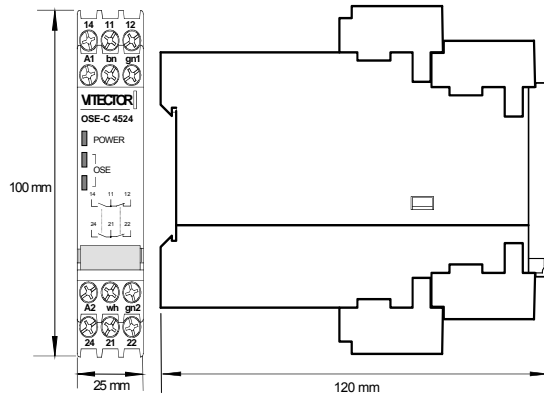 14 11 12
A1 bn gn1
VITECTOR
OSE-C 4524
POWER
OSE
14 11 12
24 21 22
A2 wh gn2
24 21 22
100 mm
25 mm
120 mm